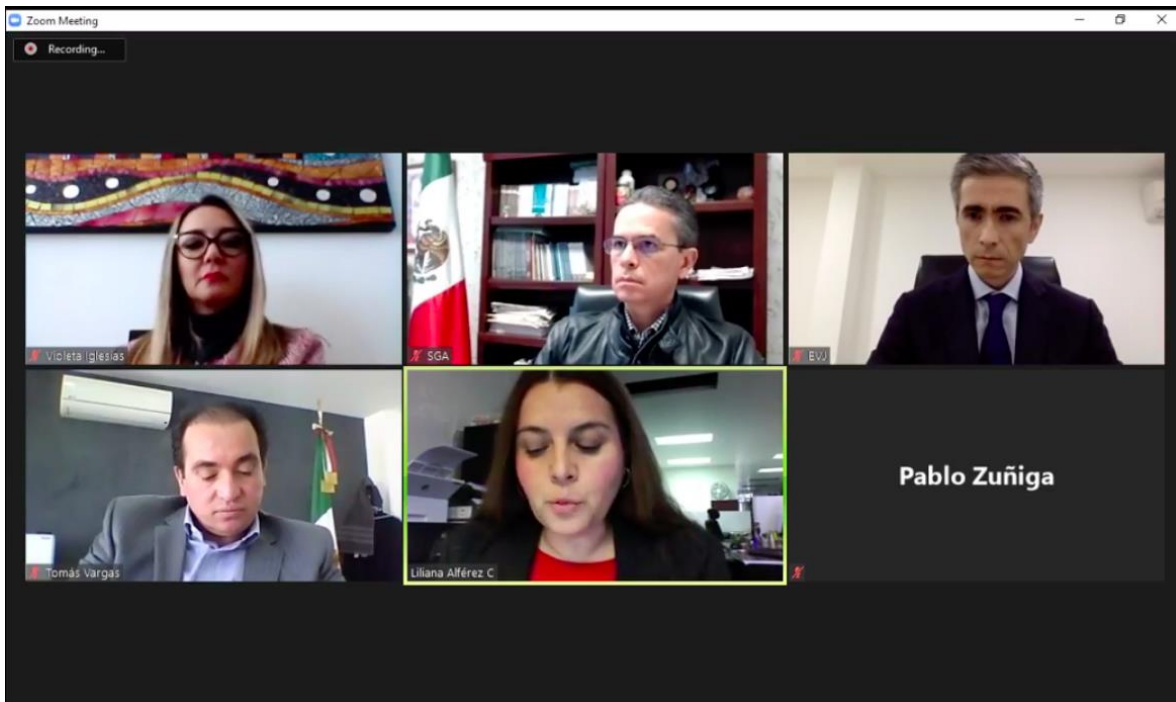 Zoom Meeting
Recording...
Violeta Iglesias
SGA
EVJ
Tomás Vargas
Liliana Alférez C
Pablo Zuñiga